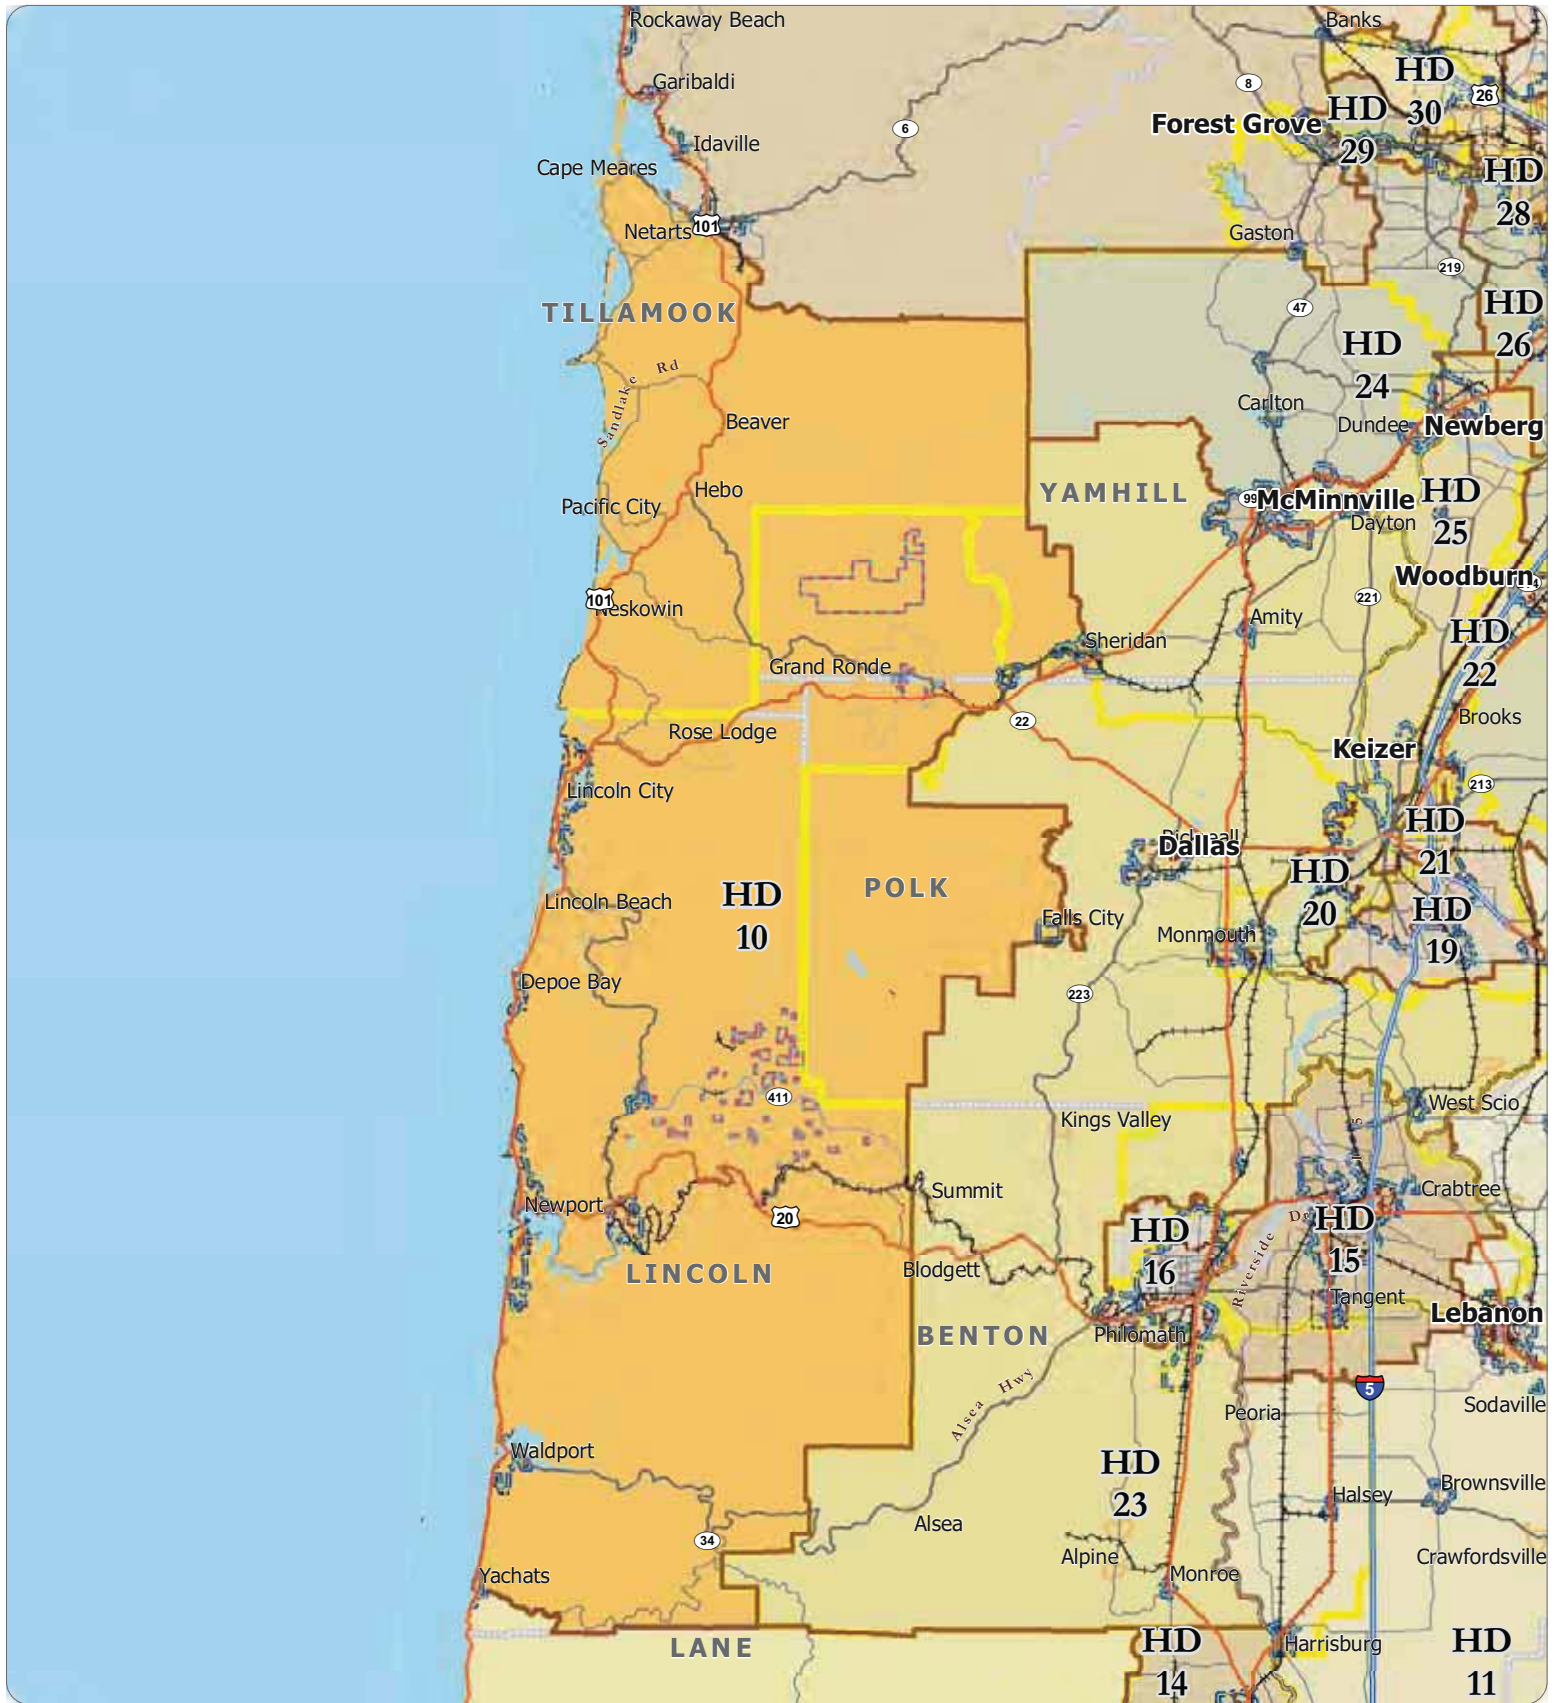 Rockaway Beach
Banks
Garibaldi
HD
30
26
8
Forest Grove
HD
29
6
Idaville
Cape Meares
HD
28
Netarts
101
Gaston
219
TILLAMOOK
47
HD
26
HD
24
Sandlake Rd
Carlton
Beaver
Dundee
Newberg
Hebo
YAMHILL
Pacific City
99
McMinnville
HD
25
Dayton
Woodburn
101
Neskowin
221
Amity
HD
22
Sheridan
Grand Ronde
22
Brooks
Rose Lodge
Keizer
Lincoln City
213
HD
21
Dallas
HD
20
POLK
HD
10
Lincoln Beach
Falls City
HD
19
Monmouth
Depoe Bay
223
411
West Scio
Kings Valley
Summit
Crabtree
Newport
20
HD
16
Riverside Dr
HD
15
LINCOLN
Blodgett
Tangent
Lebanon
BENTON
Philomath
Alsea Hwy
5
Peoria
Sodaville
Waldport
HD
23
Brownsville
Halsey
Alsea
34
Alpine
Crawfordsville
Yachats
Monroe
LANE
HD
14
Harrisburg
HD
11